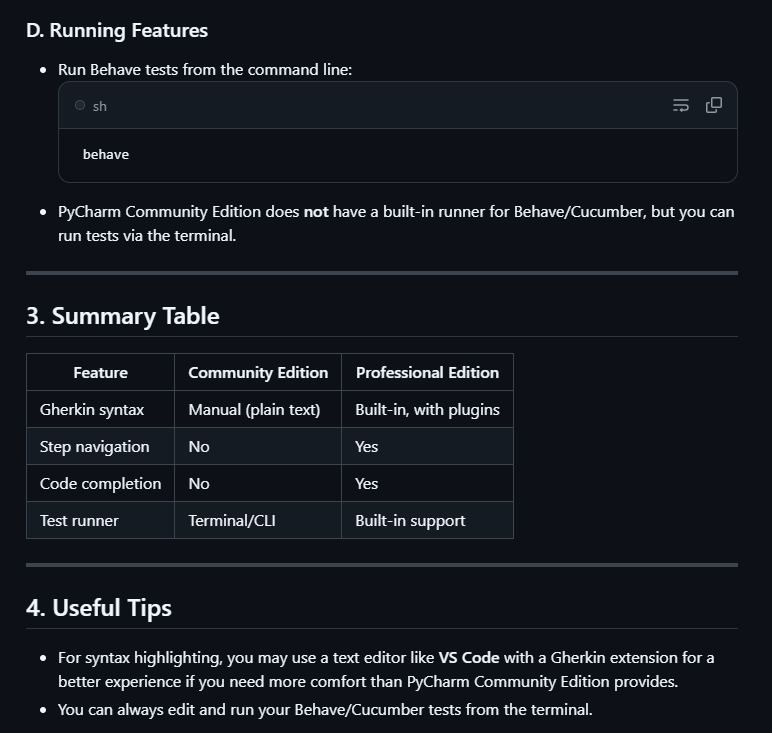 D. Running Features
Run Behave tests from the command line:
sh
behave
PyCharm Community Edition does not have a built-in runner for Behave/Cucumber, but you can
run tests via the terminal.
3. Summary Table
Feature Community Edition Professional Edition
Gherkin syntax Manual (plain text) Built-in, with plugins
Step navigation No Yes
Code completion No Yes
Test runner Terminal/CLI Built-in support
4. Useful Tips
For syntax highlighting, you may use a text editor like VS Code with a Gherkin extension for a
better experience if you need more comfort than PyCharm Community Edition provides.
You can always edit and run your Behave/Cucumber tests from the terminal.